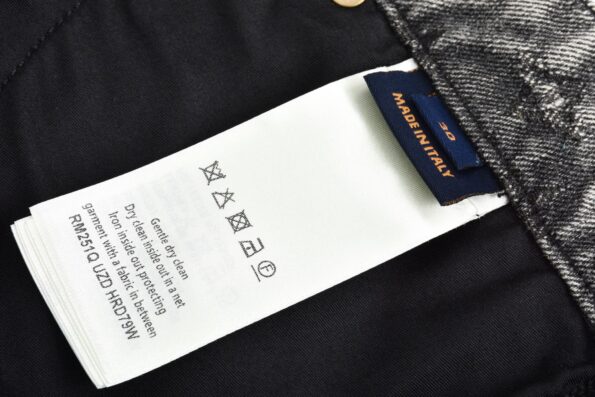 MADE IN ITALY
30
Gentle dry clean
Dry clean inside out in a net
Iron inside out protecting
garment with a fabric in between
RM251Q UZD HRD79W
F